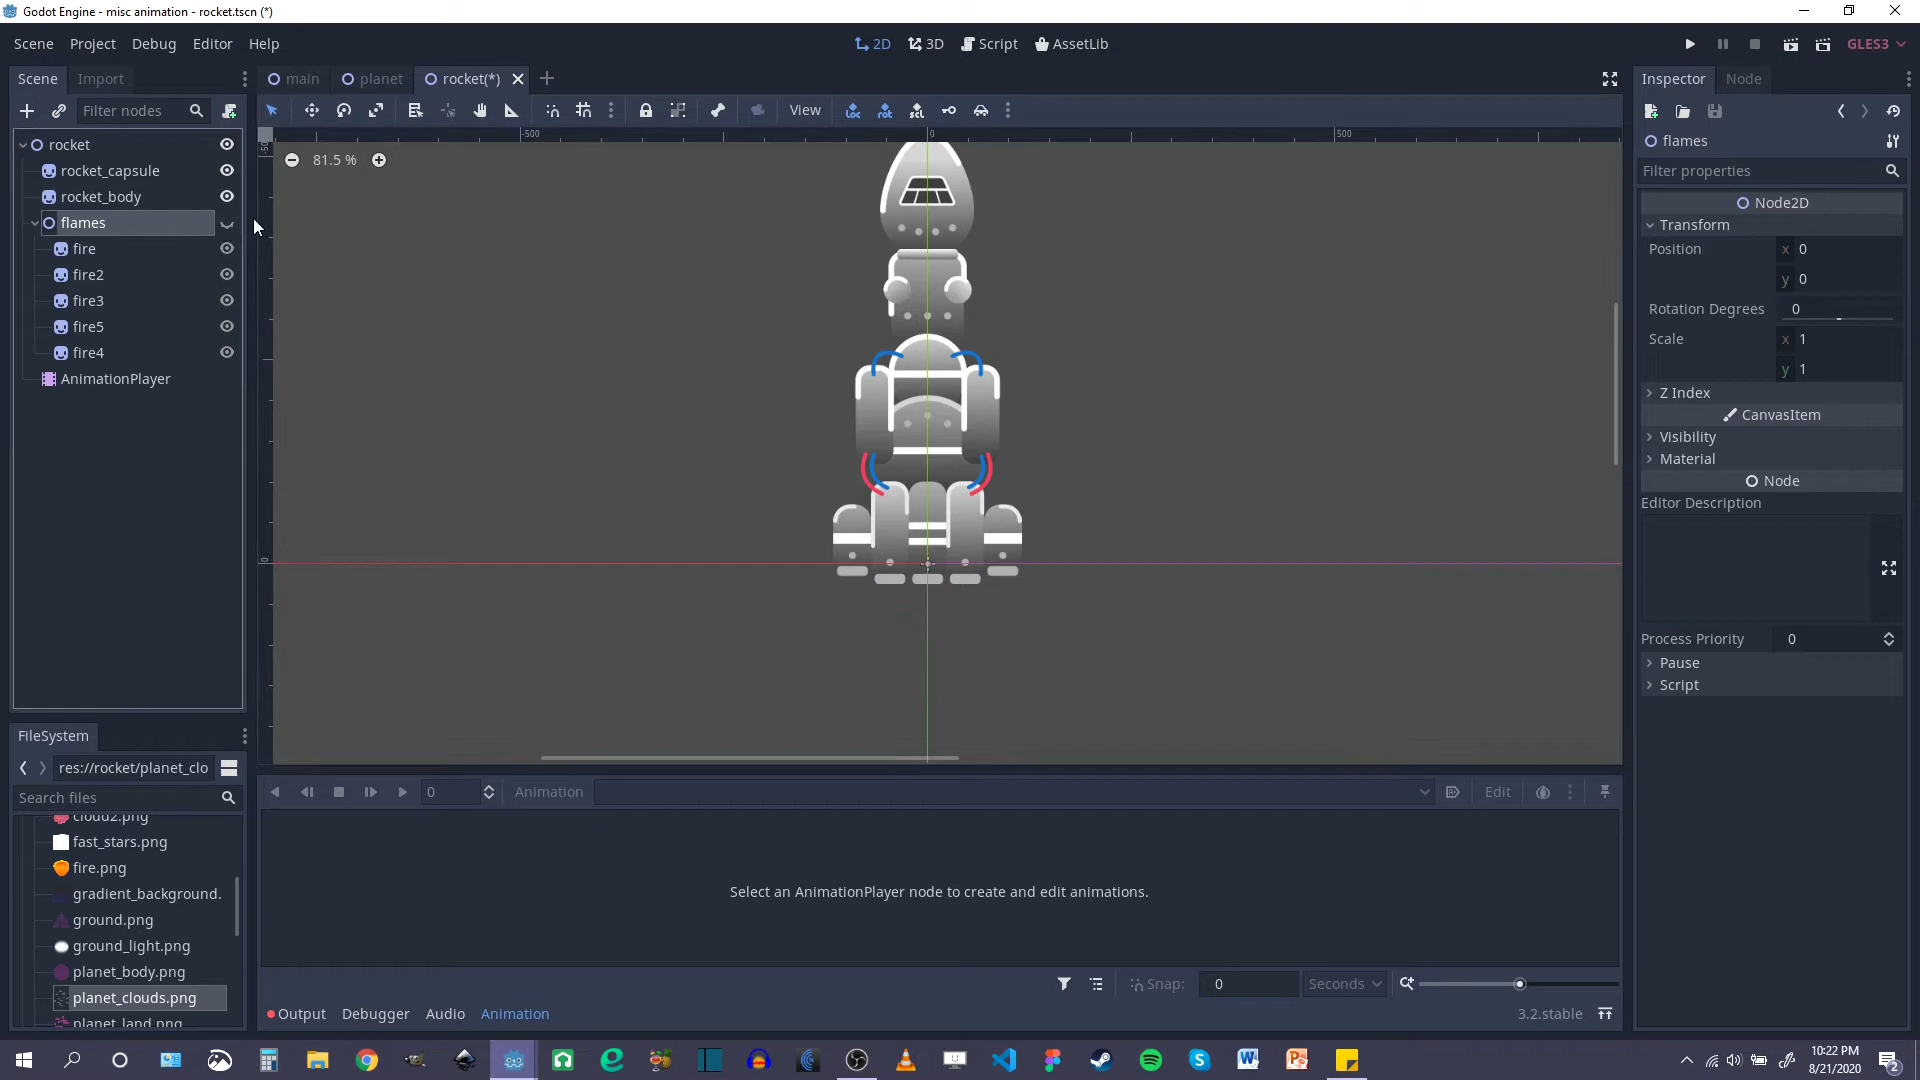 Godot Engine - misc animation - rocket.tscn (*)
Scene Project Debug Editor Help
2D 3D Script AssetLib
GLES3
Scene Import
main planet rocket(*)
Inspector Node
Filter nodes
View
flames
rocket
rocket_capsule
rocket_body
flames
fire
fire2
fire3
fire5
fire4
AnimationPlayer
-500 0 500
81.5 %
0
Filter properties
Node2D
Transform
Position x 0
y 0
Rotation Degrees 0
Scale x 1
y 1
Z Index
CanvasItem
Visibility
Material
Node
Editor Description
Process Priority 0
Pause
Script
FileSystem
res://rocket/planet_clo
Search files
cloud2.png
fast_stars.png
fire.png
gradient_background.
ground.png
ground_light.png
planet_body.png
planet_clouds.png
planet_land.png
0 Animation Edit
Select an AnimationPlayer node to create and edit animations.
Snap: 0 Seconds
Output Debugger Audio Animation 3.2.stable
10:22 PM
8/21/2020
2